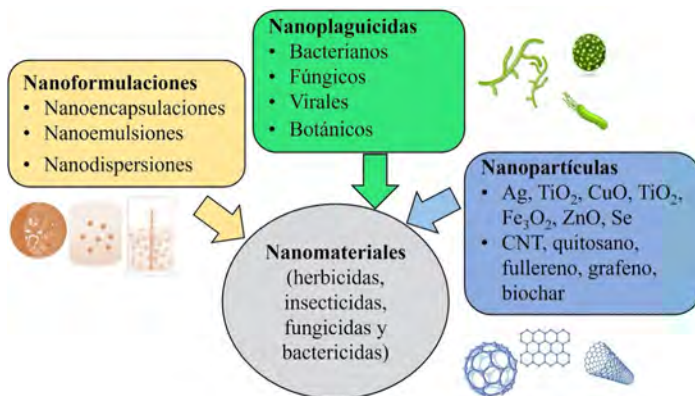 Nanoplaguicidas
• Bacterianos
• Fúngicos
• Virales
• Botánicos
Nanoformulaciones
• Nanoencapsulaciones
• Nanoemulsiones
• Nanodispersiones
Nanopartículas
• Ag, TiO₂, CuO, TiO₂,
Fe₃O₂, ZnO, Se
• CNT, quitosano,
fullereno, grafeno,
biochar
Nanomateriales
(herbicidas,
insecticidas,
fungicidas y
bactericidas)